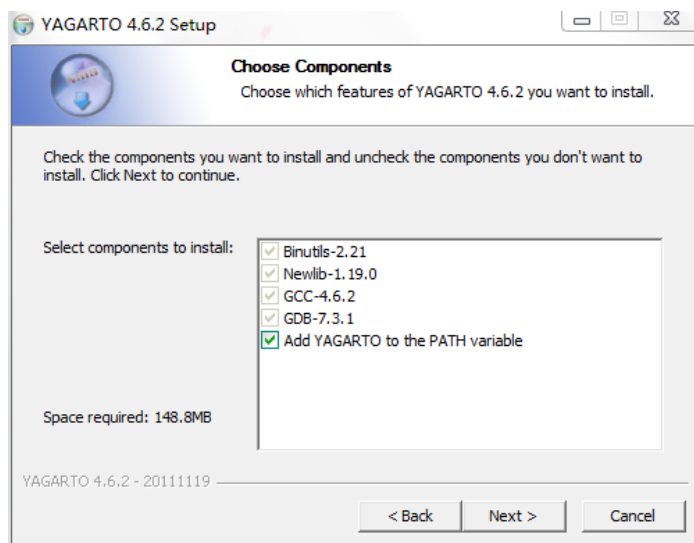 YAGARTO 4.6.2 Setup
Choose Components
Choose which features of YAGARTO 4.6.2 you want to install.
Check the components you want to install and uncheck the components you don't want to
install. Click Next to continue.
Select components to install:
Binutils-2.21
Newlib-1.19.0
GCC-4.6.2
GDB-7.3.1
Add YAGARTO to the PATH variable
Space required: 148.8MB
YAGARTO 4.6.2 - 20111119
< Back
Next >
Cancel